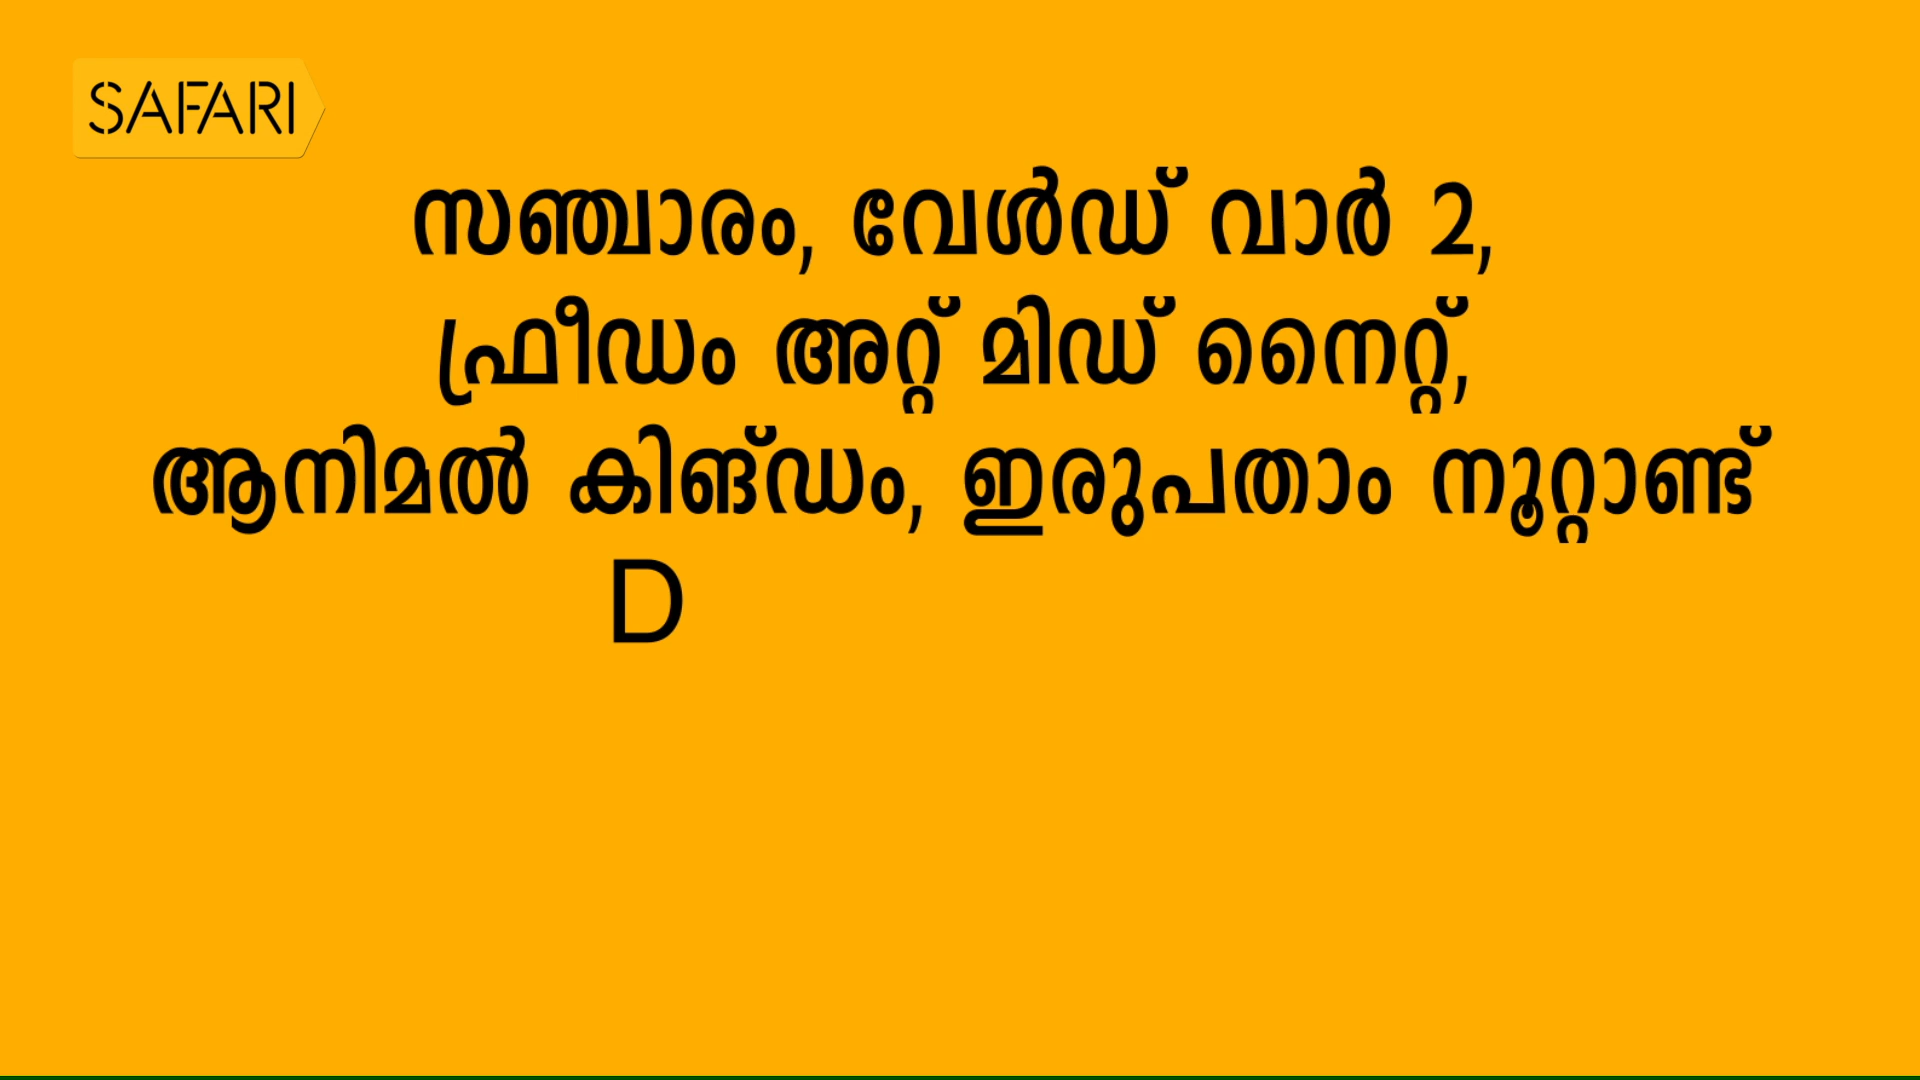 SAFARI
സഞ്ചാരം, വേൾഡ് വാർ 2,
ഫ്രീഡം അറ്റ് മിഡ് നൈറ്റ്,
ആനിമൽ കിങ്ഡം, ഇരുപതാം നൂറ്റാണ്ട്
D